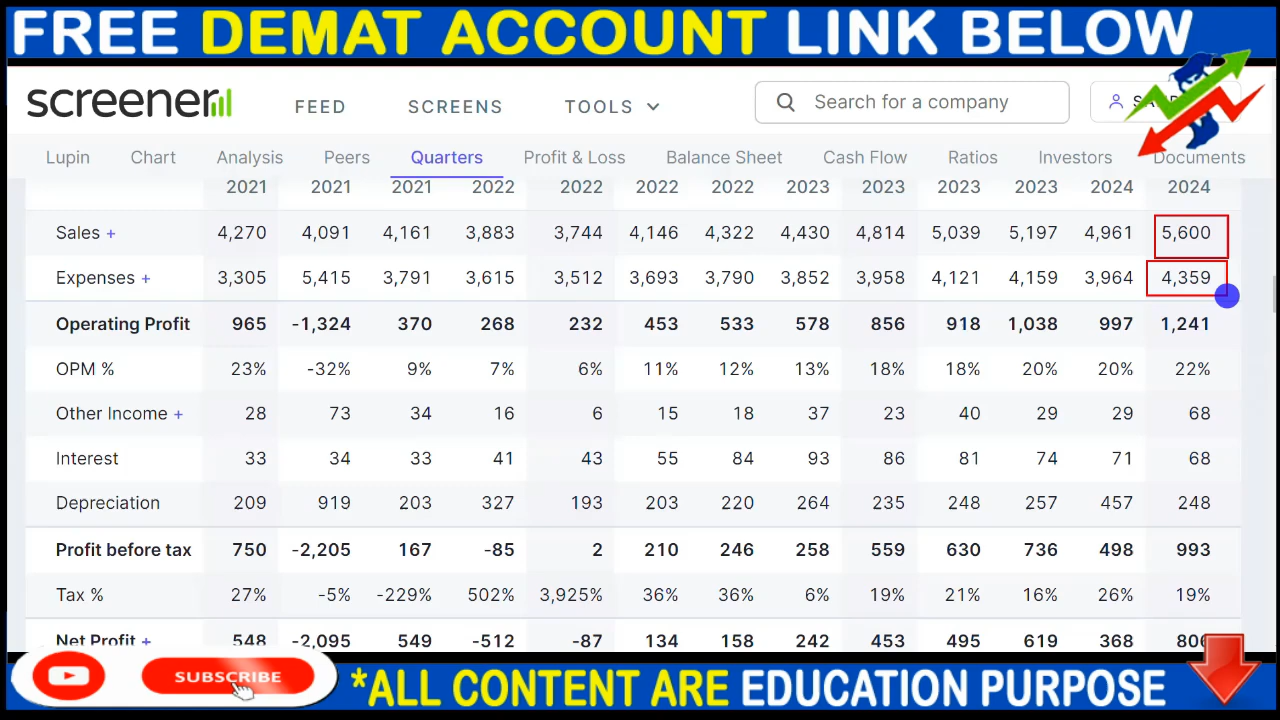 FREE DEMAT ACCOUNT LINK BELOW
screener FEED SCREENS TOOLS Search for a company
Lupin Chart Analysis Peers Quarters Profit & Loss Balance Sheet Cash Flow Ratios Investors Documents
2021 2021 2021 2022 2022 2022 2022 2023 2023 2023 2023 2024 2024
Sales + 4,270 4,091 4,161 3,883 3,744 4,146 4,322 4,430 4,814 5,039 5,197 4,961 5,600
Expenses + 3,305 5,415 3,791 3,615 3,512 3,693 3,790 3,852 3,958 4,121 4,159 3,964 4,359
Operating Profit 965 -1,324 370 268 232 453 533 578 856 918 1,038 997 1,241
OPM % 23% -32% 9% 7% 6% 11% 12% 13% 18% 18% 20% 20% 22%
Other Income + 28 73 34 16 6 15 18 37 23 40 29 29 68
Interest 33 34 33 41 43 55 84 93 86 81 74 71 68
Depreciation 209 919 203 327 193 203 220 264 235 248 257 457 248
Profit before tax 750 -2,205 167 -85 2 210 246 258 559 630 736 498 993
Tax % 27% -5% -229% 502% 3,925% 36% 36% 6% 19% 21% 16% 26% 19%
Net Profit + 548 -2,095 549 -512 -87 134 158 242 453 495 619 368
SUBSCRIBE
*ALL CONTENT ARE EDUCATION PURPOSE